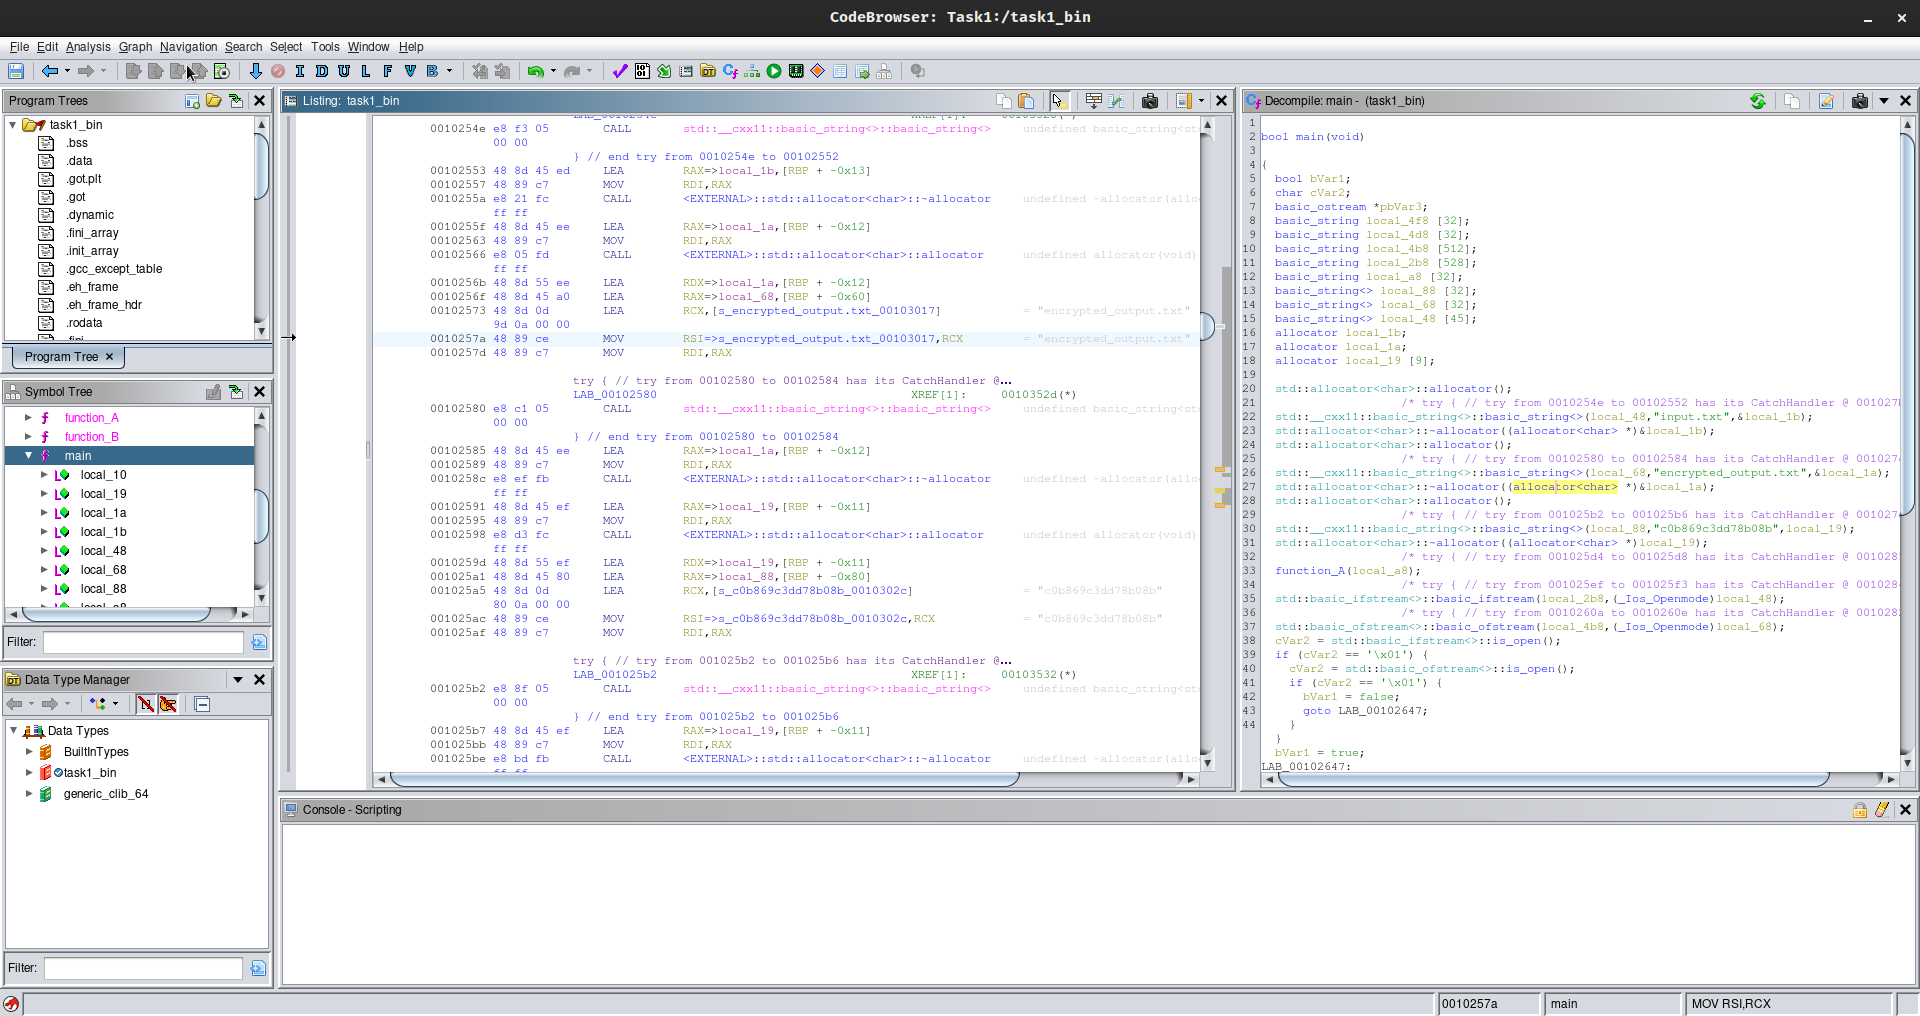 CodeBrowser: Task1:/task1_bin
File Edit Analysis Graph Navigation Search Select Tools Window Help
I D U L F V B
Program Trees
task1_bin
.bss
.data
.got.plt
.got
.dynamic
.fini_array
.init_array
.gcc_except_table
.eh_frame
.eh_frame_hdr
.rodata
Program Tree ×
Symbol Tree
function_A
function_B
main
local_10
local_19
local_1a
local_1b
local_48
local_68
local_88
Filter:
Data Type Manager
Data Types
BuiltInTypes
task1_bin
generic_clib_64
Filter:
Listing: task1_bin
0010254e e8 f3 05 CALL std::__cxx11::basic_string<>::basic_string<> undefined basic_string<st
00 00
} // end try from 0010254e to 00102552
00102553 48 8d 45 ed LEA RAX=>local_1b,[RBP + -0x13]
00102557 48 89 c7 MOV RDI,RAX
0010255a e8 21 fc CALL <EXTERNAL>::std::allocator<char>::~allocator undefined ~allocator(allo
ff ff
0010255f 48 8d 45 ee LEA RAX=>local_1a,[RBP + -0x12]
00102563 48 89 c7 MOV RDI,RAX
00102566 e8 05 fd CALL <EXTERNAL>::std::allocator<char>::allocator undefined allocator(void)
ff ff
0010256b 48 8d 55 ee LEA RDX=>local_1a,[RBP + -0x12]
0010256f 48 8d 45 a0 LEA RAX=>local_68,[RBP + -0x60]
00102573 48 8d 0d LEA RCX,[s_encrypted_output.txt_00103017] = "encrypted_output.txt"
9d 0a 00 00
0010257a 48 89 ce MOV RSI=>s_encrypted_output.txt_00103017,RCX = "encrypted_output.txt"
0010257d 48 89 c7 MOV RDI,RAX
try { // try from 00102580 to 00102584 has its CatchHandler @...
LAB_00102580 XREF[1]: 0010352d(*)
00102580 e8 c1 05 CALL std::__cxx11::basic_string<>::basic_string<> undefined basic_string<st
00 00
} // end try from 00102580 to 00102584
00102585 48 8d 45 ee LEA RAX=>local_1a,[RBP + -0x12]
00102589 48 89 c7 MOV RDI,RAX
0010258c e8 ef fb CALL <EXTERNAL>::std::allocator<char>::~allocator undefined ~allocator(allo
ff ff
00102591 48 8d 45 ef LEA RAX=>local_19,[RBP + -0x11]
00102595 48 89 c7 MOV RDI,RAX
00102598 e8 d3 fc CALL <EXTERNAL>::std::allocator<char>::allocator undefined allocator(void)
ff ff
0010259d 48 8d 55 ef LEA RDX=>local_19,[RBP + -0x11]
001025a1 48 8d 45 80 LEA RAX=>local_88,[RBP + -0x80]
001025a5 48 8d 0d LEA RCX,[s_c0b869c3dd78b08b_0010302c] = "c0b869c3dd78b08b"
80 0a 00 00
001025ac 48 89 ce MOV RSI=>s_c0b869c3dd78b08b_0010302c,RCX = "c0b869c3dd78b08b"
001025af 48 89 c7 MOV RDI,RAX
try { // try from 001025b2 to 001025b6 has its CatchHandler @...
LAB_001025b2 XREF[1]: 00103532(*)
001025b2 e8 8f 05 CALL std::__cxx11::basic_string<>::basic_string<> undefined basic_string<st
00 00
} // end try from 001025b2 to 001025b6
001025b7 48 8d 45 ef LEA RAX=>local_19,[RBP + -0x11]
001025bb 48 89 c7 MOV RDI,RAX
001025be e8 bd fb CALL <EXTERNAL>::std::allocator<char>::~allocator undefined ~allocator(allo
Decompile: main - (task1_bin)
1
2 bool main(void)
3
4 {
5 bool bVar1;
6 char cVar2;
7 basic_ostream *pbVar3;
8 basic_string local_4f8 [32];
9 basic_string local_4d8 [32];
10 basic_string local_4b8 [512];
11 basic_string local_2b8 [528];
12 basic_string local_a8 [32];
13 basic_string<> local_88 [32];
14 basic_string<> local_68 [32];
15 basic_string<> local_48 [45];
16 allocator local_1b;
17 allocator local_1a;
18 allocator local_19 [9];
19
20 std::allocator<char>::allocator();
21 /* try { // try from 0010254e to 00102552 has its CatchHandler @ 001027
22 std::__cxx11::basic_string<>::basic_string<>(local_48,"input.txt",&local_1b);
23 std::allocator<char>::~allocator((allocator<char> *)&local_1b);
24 std::allocator<char>::allocator();
25 /* try { // try from 00102580 to 00102584 has its CatchHandler @ 001027
26 std::__cxx11::basic_string<>::basic_string<>(local_68,"encrypted_output.txt",&local_1a);
27 std::allocator<char>::~allocator((allocator<char> *)&local_1a);
28 std::allocator<char>::allocator();
29 /* try { // try from 001025b2 to 001025b6 has its CatchHandler @ 001027
30 std::__cxx11::basic_string<>::basic_string<>(local_88,"c0b869c3dd78b08b",local_19);
31 std::allocator<char>::~allocator((allocator<char> *)local_19);
32 /* try { // try from 001025d4 to 001025d8 has its CatchHandler @ 001028
33 function_A(local_a8);
34 /* try { // try from 001025ef to 001025f3 has its CatchHandler @ 001028
35 std::basic_ifstream<>::basic_ifstream(local_2b8,(_Ios_Openmode)local_48);
36 /* try { // try from 0010260a to 0010260e has its CatchHandler @ 001028
37 std::basic_ofstream<>::basic_ofstream(local_4b8,(_Ios_Openmode)local_68);
38 cVar2 = std::basic_ifstream<>::is_open();
39 if (cVar2 == '\x01') {
40 cVar2 = std::basic_ofstream<>::is_open();
41 if (cVar2 == '\x01') {
42 bVar1 = false;
43 goto LAB_00102647;
44 }
}
bVar1 = true;
LAB_00102647:
Console - Scripting
0010257a main MOV RSI,RCX